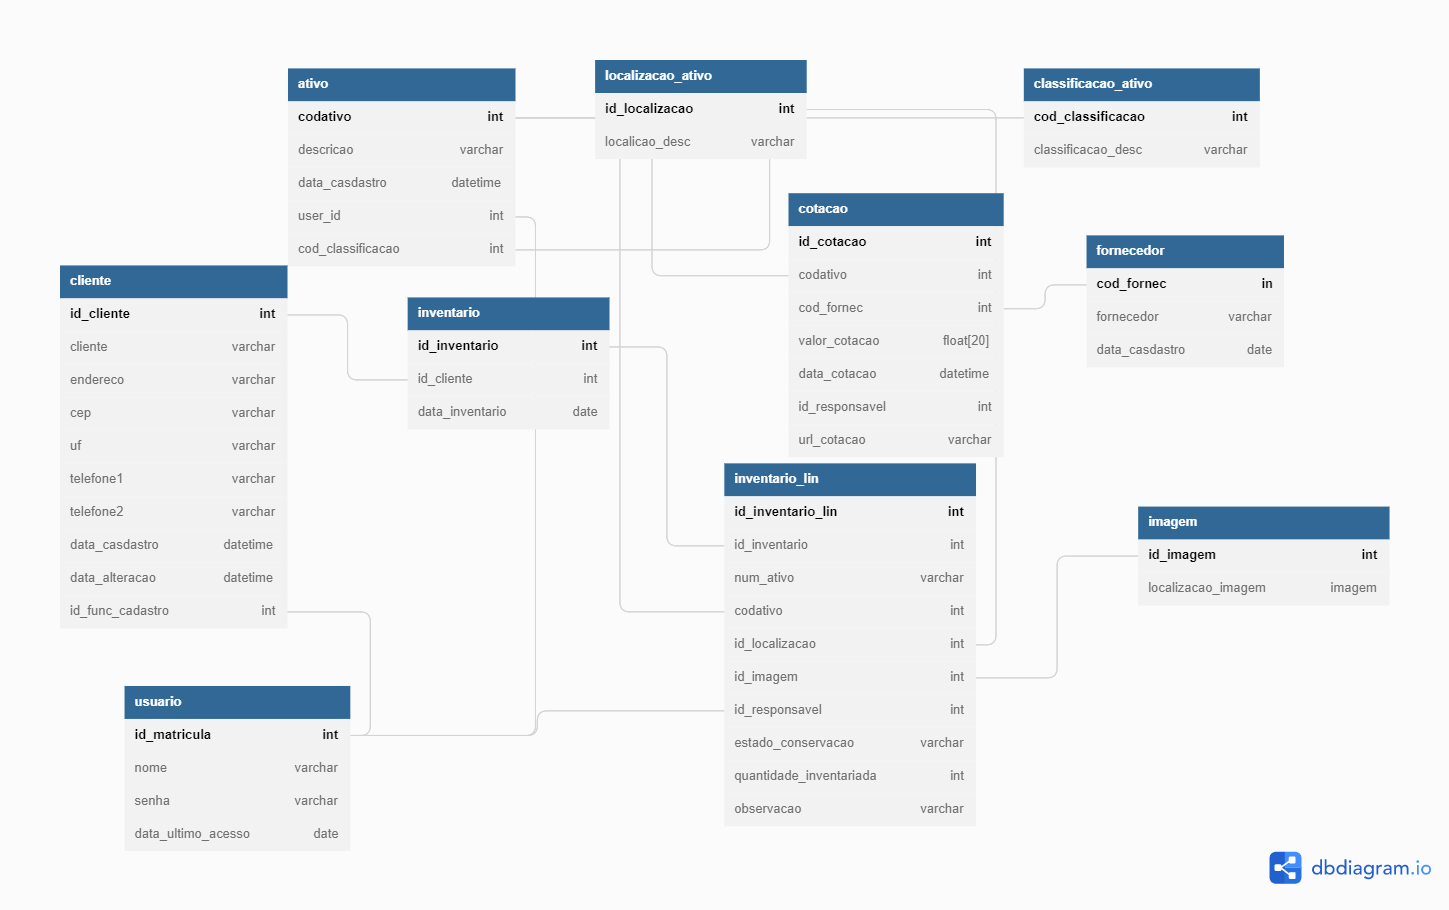 ativo
codativo int
descricao varchar
data_casdastro datetime
user_id int
cod_classificacao int
localizacao_ativo
id_localizacao int
localicao_desc varchar
classificacao_ativo
cod_classificacao int
classificacao_desc varchar
cotacao
id_cotacao int
codativo int
cod_fornec int
valor_cotacao float[20]
data_cotacao datetime
id_responsavel int
url_cotacao varchar
fornecedor
cod_fornec in
fornecedor varchar
data_casdastro date
cliente
id_cliente int
cliente varchar
endereco varchar
cep varchar
uf varchar
telefone1 varchar
telefone2 varchar
data_casdastro datetime
data_alteracao datetime
id_func_cadastro int
inventario
id_inventario int
id_cliente int
data_inventario date
inventario_lin
id_inventario_lin int
id_inventario int
num_ativo varchar
codativo int
id_localizacao int
id_imagem int
id_responsavel int
estado_conservacao varchar
quantidade_inventariada int
observacao varchar
imagem
id_imagem int
localizacao_imagem imagem
usuario
id_matricula int
nome varchar
senha varchar
data_ultimo_acesso date
dbdiagram.io